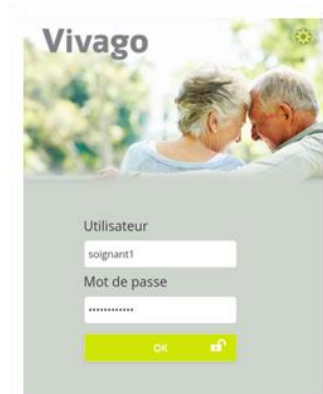 Vivago
Utilisateur
soignant1
Mot de passe
••••••••••••
OK